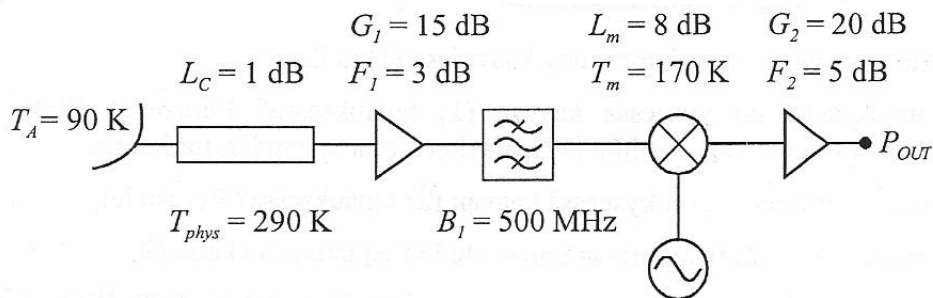 G₁ = 15 dB
L_m = 8 dB
G₂ = 20 dB
L_C = 1 dB
F₁ = 3 dB
T_m = 170 K
F₂ = 5 dB
T_A = 90 K
P_OUT
T_phys = 290 K
B₁ = 500 MHz